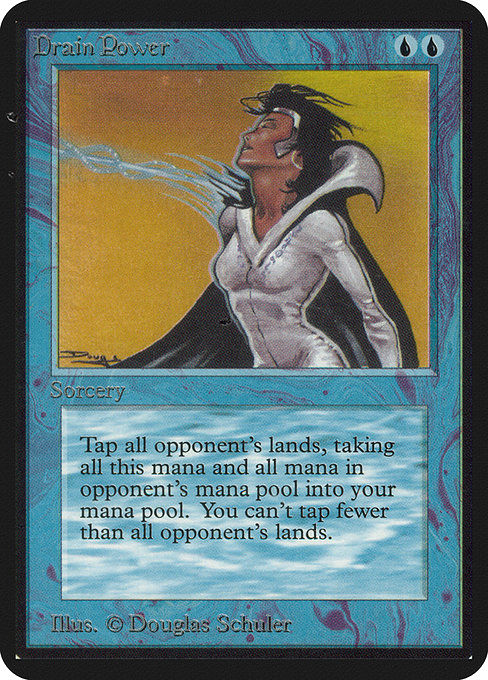 Drain Power
Doug
Sorcery
Tap all opponent's lands, taking
all this mana and all mana in
opponent's mana pool into your
mana pool. You can't tap fewer
than all opponent's lands.
Illus. © Douglas Schuler